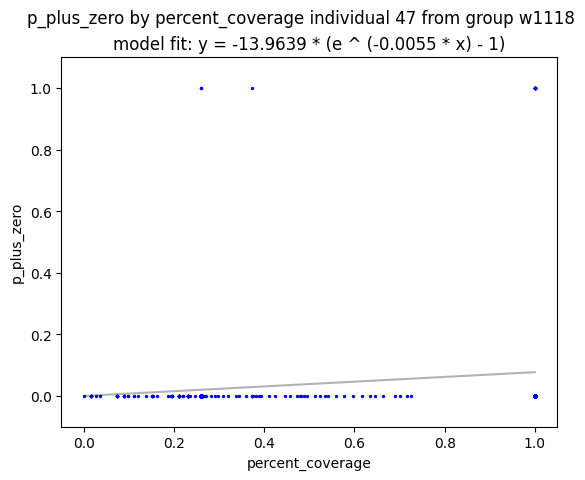 p_plus_zero by percent_coverage individual 47 from group w1118
model fit: y = -13.9639 * (e ^ (-0.0055 * x) - 1)
1.0
0.8
0.6
0.4
0.2
0.0
p_plus_zero
0.0 0.2 0.4 0.6 0.8 1.0
percent_coverage